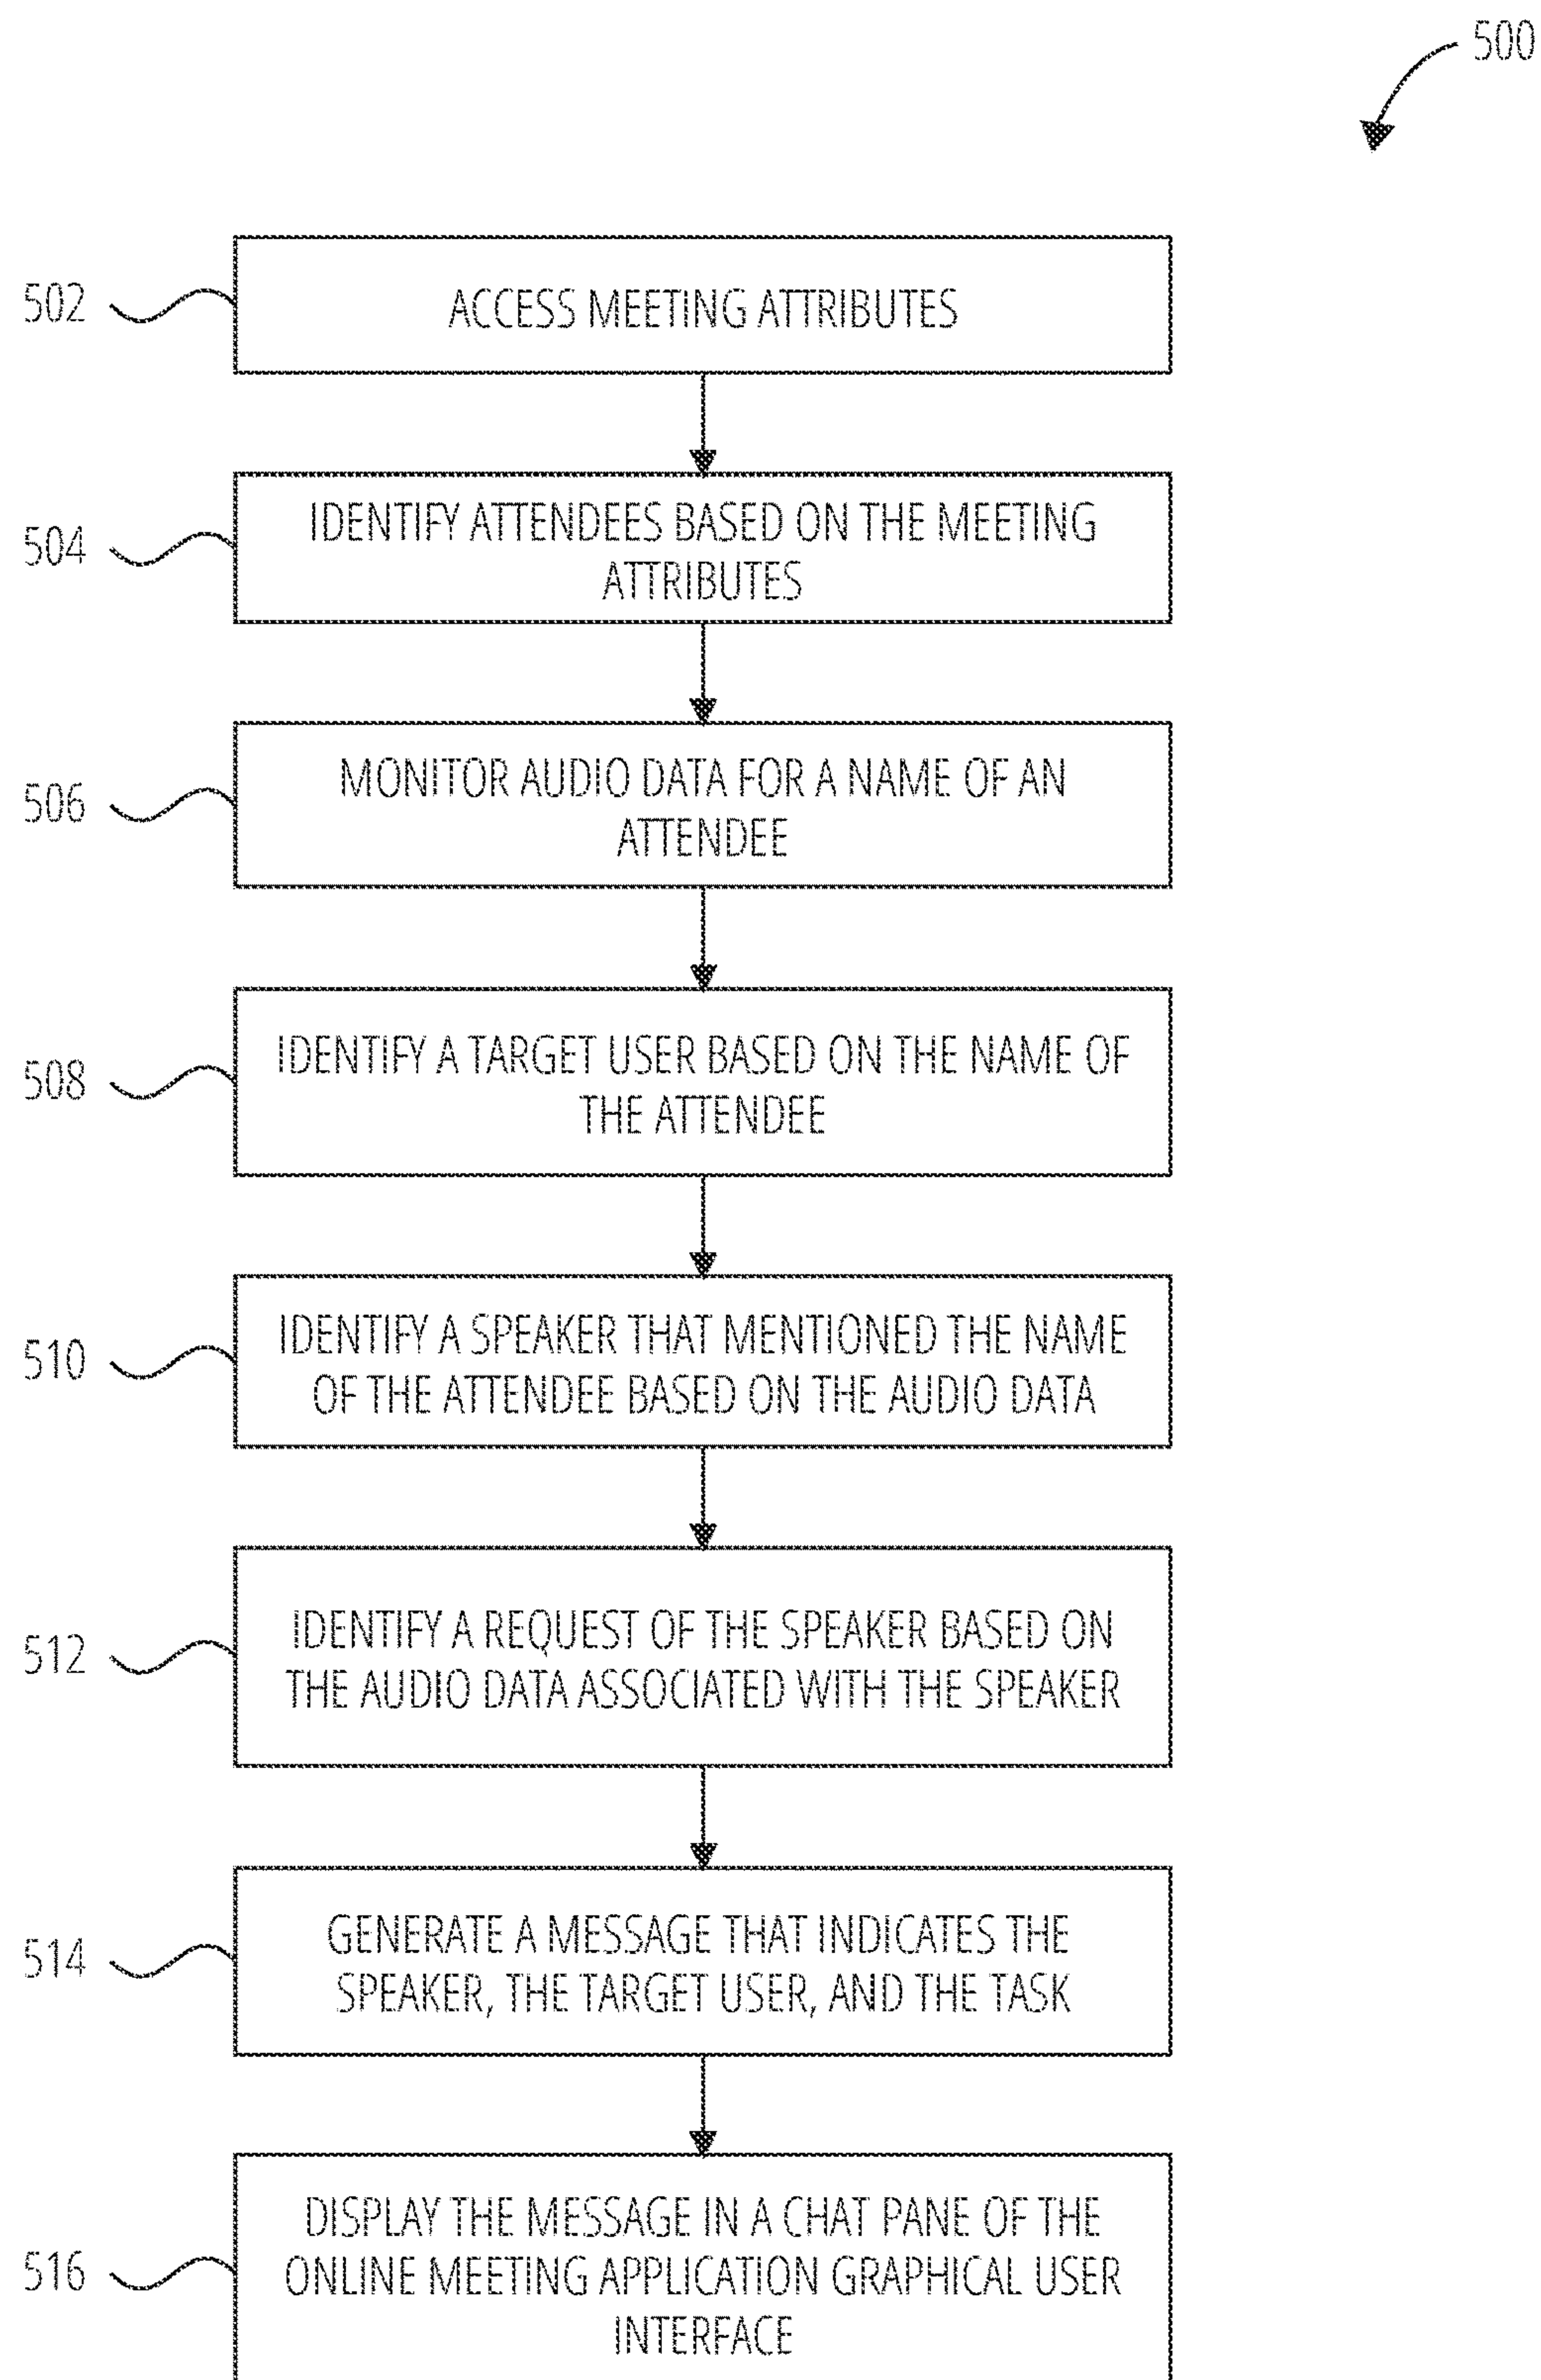 500
502
ACCESS MEETING ATTRIBUTES
504
IDENTIFY ATTENDEES BASED ON THE MEETING
ATTRIBUTES
506
MONITOR AUDIO DATA FOR A NAME OF AN
ATTENDEE
508
IDENTIFY A TARGET USER BASED ON THE NAME OF
THE ATTENDEE
510
IDENTIFY A SPEAKER THAT MENTIONED THE NAME
OF THE ATTENDEE BASED ON THE AUDIO DATA
512
IDENTIFY A REQUEST OF THE SPEAKER BASED ON
THE AUDIO DATA ASSOCIATED WITH THE SPEAKER
514
GENERATE A MESSAGE THAT INDICATES THE
SPEAKER, THE TARGET USER, AND THE TASK
516
DISPLAY THE MESSAGE IN A CHAT PANE OF THE
ONLINE MEETING APPLICATION GRAPHICAL USER
INTERFACE